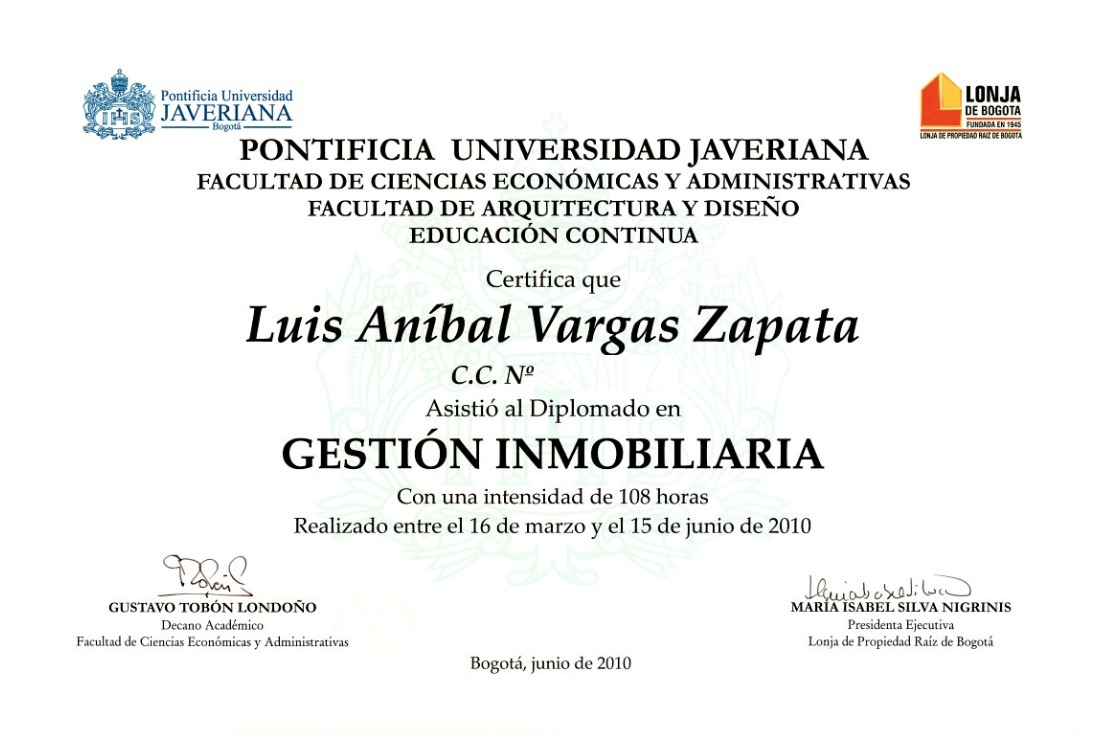 Pontificia Universidad
JAVERIANA
Bogotá
LONJA
DE BOGOTA
FUNDADA EN 1945
LONJA DE PROPIEDAD RAIZ DE BOGOTA
PONTIFICIA UNIVERSIDAD JAVERIANA
FACULTAD DE CIENCIAS ECONÓMICAS Y ADMINISTRATIVAS
FACULTAD DE ARQUITECTURA Y DISEÑO
EDUCACIÓN CONTINUA
Certifica que
Luis Aníbal Vargas Zapata
C.C. Nº
Asistió al Diplomado en
GESTIÓN INMOBILIARIA
Con una intensidad de 108 horas
Realizado entre el 16 de marzo y el 15 de junio de 2010
GUSTAVO TOBÓN LONDOÑO
Decano Académico
Facultad de Ciencias Económicas y Administrativas
MARÍA ISABEL SILVA NIGRINIS
Presidenta Ejecutiva
Lonja de Propiedad Raíz de Bogotá
Bogotá, junio de 2010